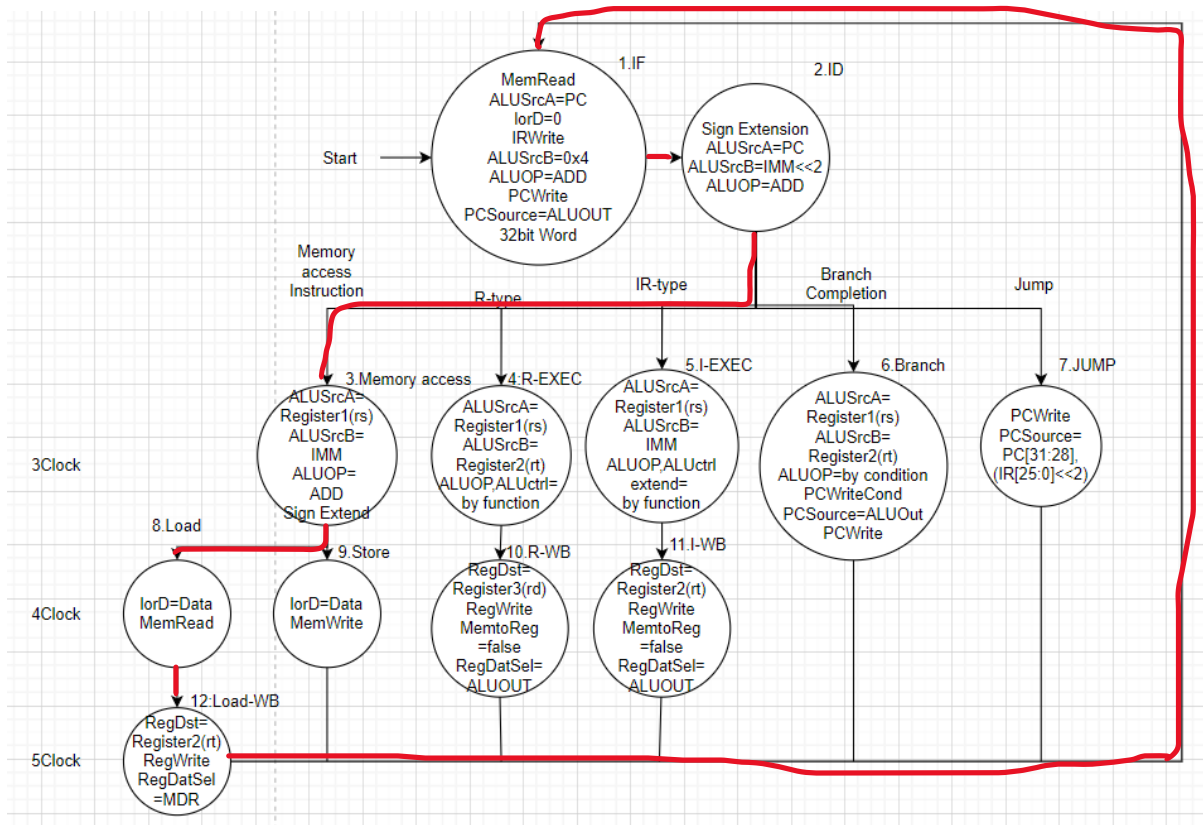 1.IF
2.ID
Start
MemRead
ALUSrcA=PC
IorD=0
IRWrite
ALUSrcB=0x4
ALUOP=ADD
PCWrite
PCSource=ALUOUT
32bit Word
Sign Extension
ALUSrcA=PC
ALUSrcB=IMM<<2
ALUOP=ADD
Memory
access
Instruction
R-type
IR-type
Branch
Completion
Jump
3Clock
3.Memory access
ALUSrcA=
Register1(rs)
ALUSrcB=
IMM
ALUOP=
ADD
Sign Extend
4:R-EXEC
ALUSrcA=
Register1(rs)
ALUSrcB=
Register2(rt)
ALUOP,ALUctrl=
by function
5.I-EXEC
ALUSrcA=
Register1(rs)
ALUSrcB=
IMM
ALUOP,ALUctrl
extend=
by function
6.Branch
ALUSrcA=
Register1(rs)
ALUSrcB=
Register2(rt)
ALUOP=by condition
PCWriteCond
PCSource=ALUOut
PCWrite
7.JUMP
PCWrite
PCSource=
PC[31:28],
(IR[25:0]<<2)
4Clock
8.Load
IorD=Data
MemRead
9.Store
IorD=Data
MemWrite
10.R-WB
RegDst=
Register3(rd)
RegWrite
MemtoReg
=false
RegDatSel=
ALUOUT
11.I-WB
RegDst=
Register2(rt)
RegWrite
MemtoReg
=false
RegDatSel=
ALUOUT
5Clock
12:Load-WB
RegDst=
Register2(rt)
RegWrite
RegDatSel
=MDR